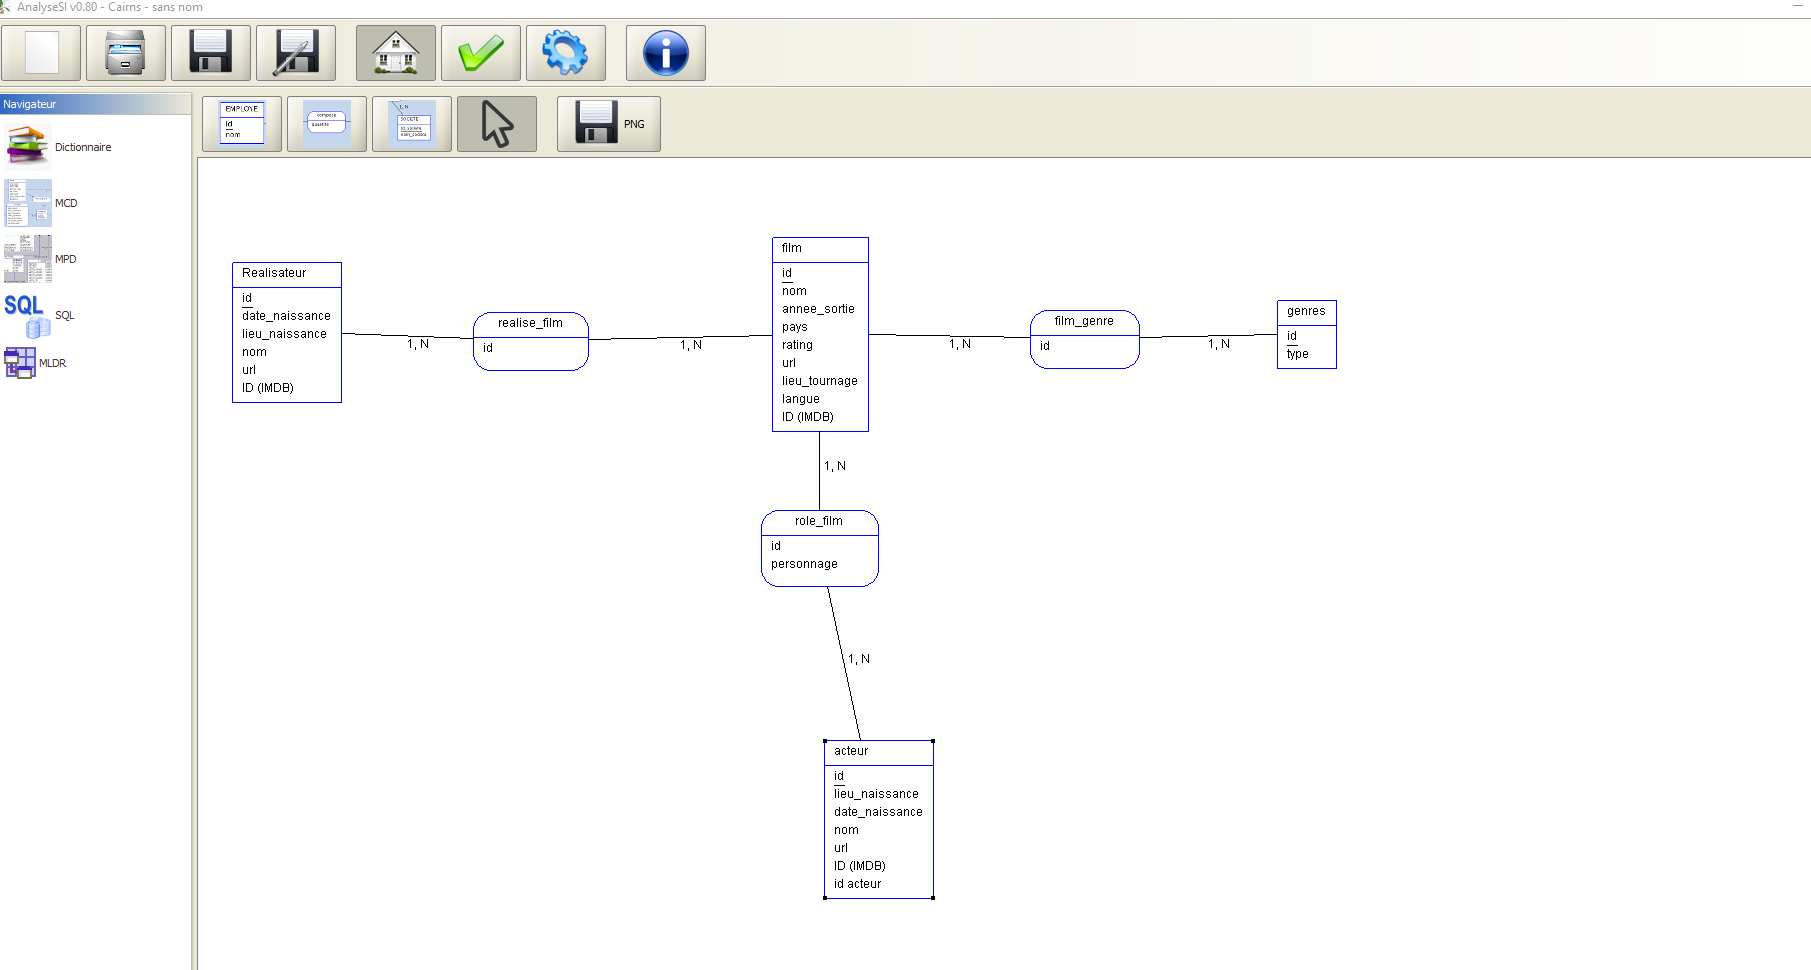 AnalyseSI v0.80 - Cairns - sans nom
Navigateur
Dictionnaire
MCD
MPD
SQL
SQL
MLDR
EMPLOYE
id
nom
compose
quantite
1, N
SOCIETE
id_societe
PNG
Realisateur
id
date_naissance
lieu_naissance
nom
url
ID (IMDB)
1, N
realise_film
id
1, N
film
id
nom
annee_sortie
pays
rating
url
lieu_tournage
langue
ID (IMDB)
1, N
film_genre
id
1, N
genres
id
type
1, N
role_film
id
personnage
1, N
acteur
id
lieu_naissance
date_naissance
nom
url
ID (IMDB)
id acteur